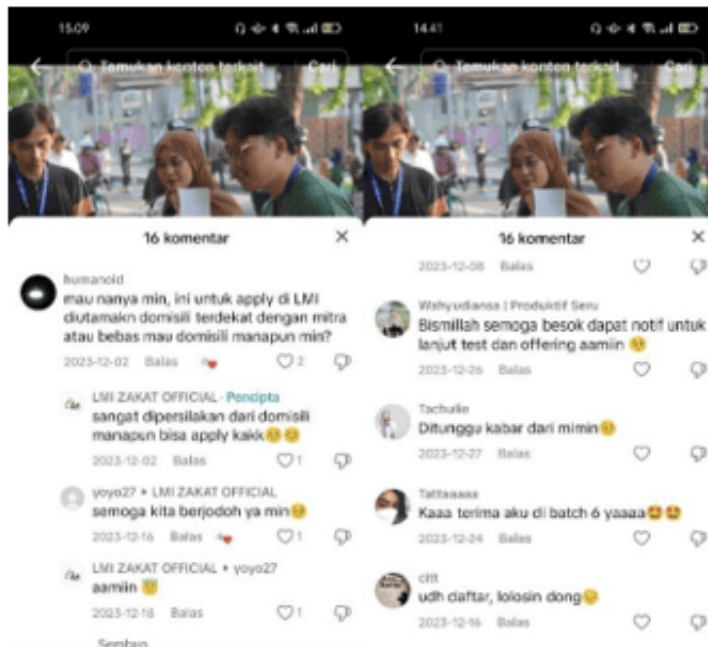 15.09
Temukan konten terkait
Cari
16 komentar
humanoid
mau nanya min, ini untuk apply di LMI
diutamakn domisili terdekat dengan mitra
atau bebas mau domisili manapun min?
2023-12-02 Balas
2
LMI ZAKAT OFFICIAL · Pencipta
sangat dipersilakan dari domisili
manapun bisa apply kakk
2023-12-02 Balas
1
yoyo27 ▸ LMI ZAKAT OFFICIAL
semoga kita berjodoh ya min
2023-12-16 Balas
1
LMI ZAKAT OFFICIAL ▸ yoyo27
aamiin
2023-12-18 Balas
1
14.41
Temukan konten terkait
Cari
16 komentar
2023-12-08 Balas
Wahyudiansa | Produktif Seru
Bismillah semoga besok dapat notif untuk
lanjut test dan offering aamiin
2023-12-26 Balas
Tachulie
Ditunggu kabar dari mimin
2023-12-27 Balas
Tattaaaaa
Kaaa terima aku di batch 6 yaaaa
2023-12-24 Balas
citt
udh daftar, lolosin dong
2023-12-16 Balas